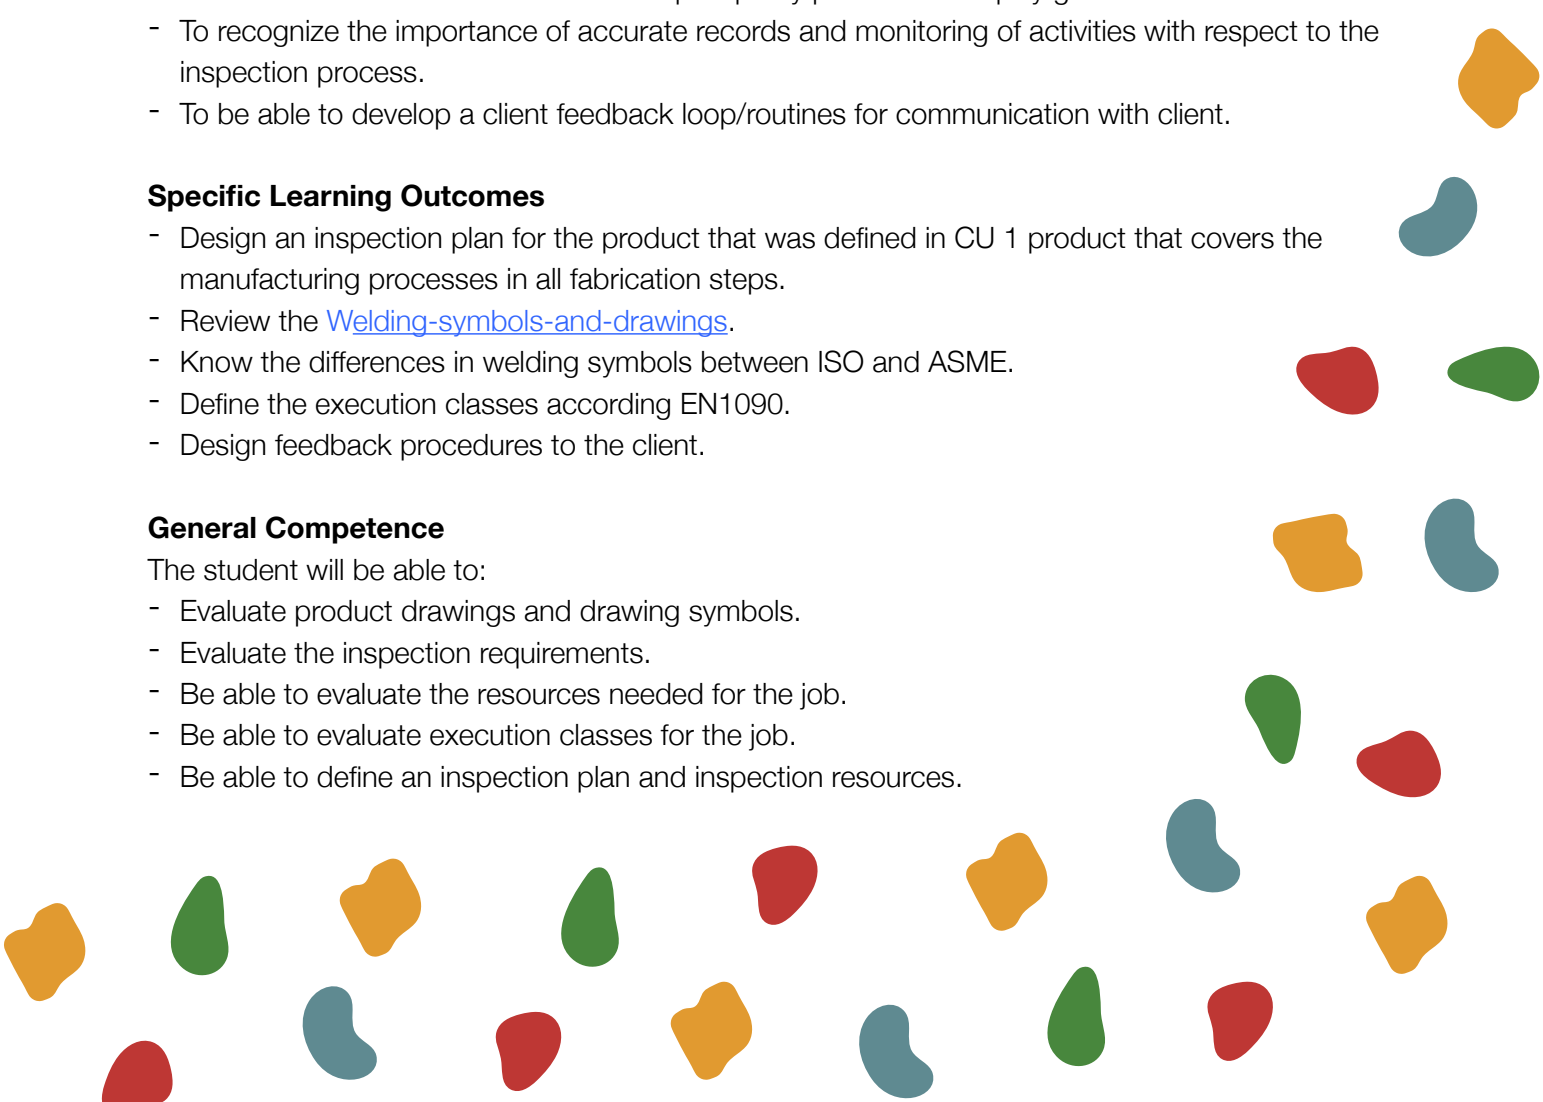 - To recognize the importance of accurate records and monitoring of activities with respect to the
inspection process.
- To be able to develop a client feedback loop/routines for communication with client.
Specific Learning Outcomes
- Design an inspection plan for the product that was defined in CU 1 product that covers the
manufacturing processes in all fabrication steps.
- Review the Welding-symbols-and-drawings.
- Know the differences in welding symbols between ISO and ASME.
- Define the execution classes according EN1090.
- Design feedback procedures to the client.
General Competence
The student will be able to:
- Evaluate product drawings and drawing symbols.
- Evaluate the inspection requirements.
- Be able to evaluate the resources needed for the job.
- Be able to evaluate execution classes for the job.
- Be able to define an inspection plan and inspection resources.